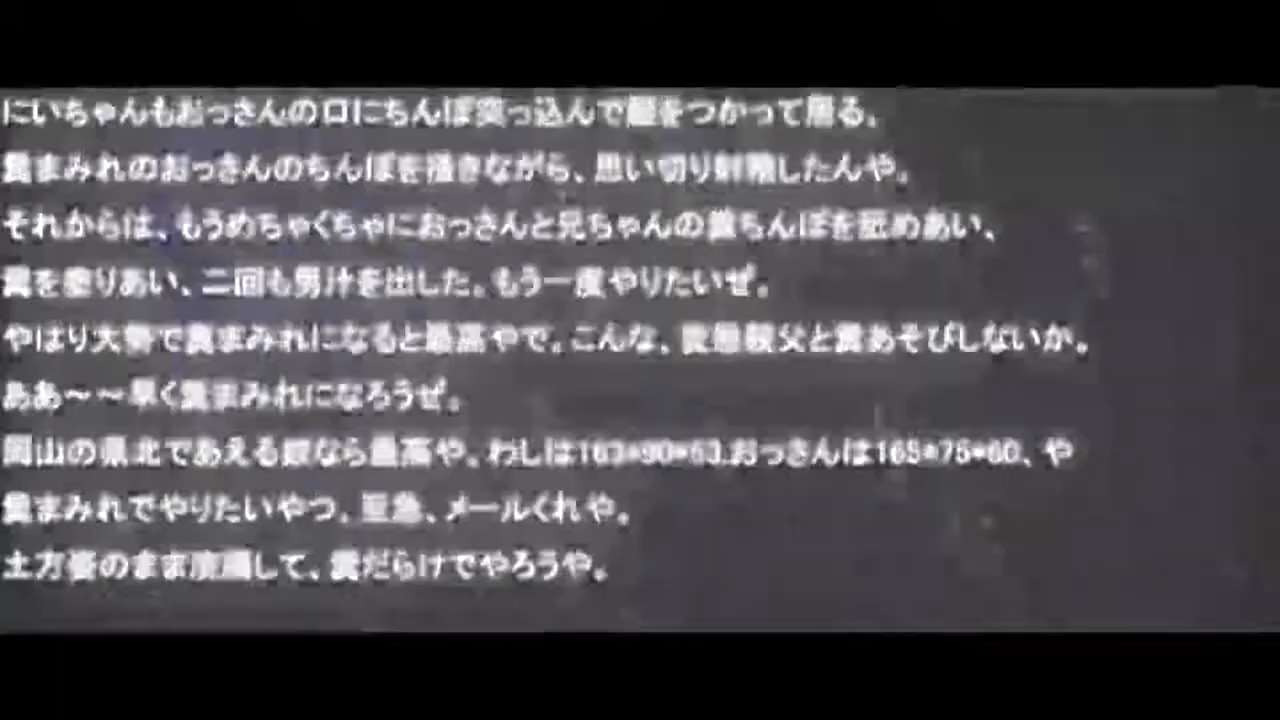 にいちゃんもおっさんの口にちんぽ突っ込んで腰をつかって居る。
糞まみれのおっさんのちんぽを掻きながら、思い切り射精したんや。
それからは、もうめちゃくちゃにおっさんと兄ちゃんの糞ちんぽを舐めあい、
糞を塗りあい、二回も男汁を出した。もう一度やりたいぜ。
やはり大勢で糞まみれになると最高やで。こんな、変態親父と糞あそびしないか。
ああ～～早く糞まみれになろうぜ。
岡山の県北であえる奴なら最高や。わしは163*90*53,おっさんは165*75*60、や
糞まみれでやりたいやつ、至急、メールくれや。
土方姿のまま浣腸して、糞だらけでやろうや。